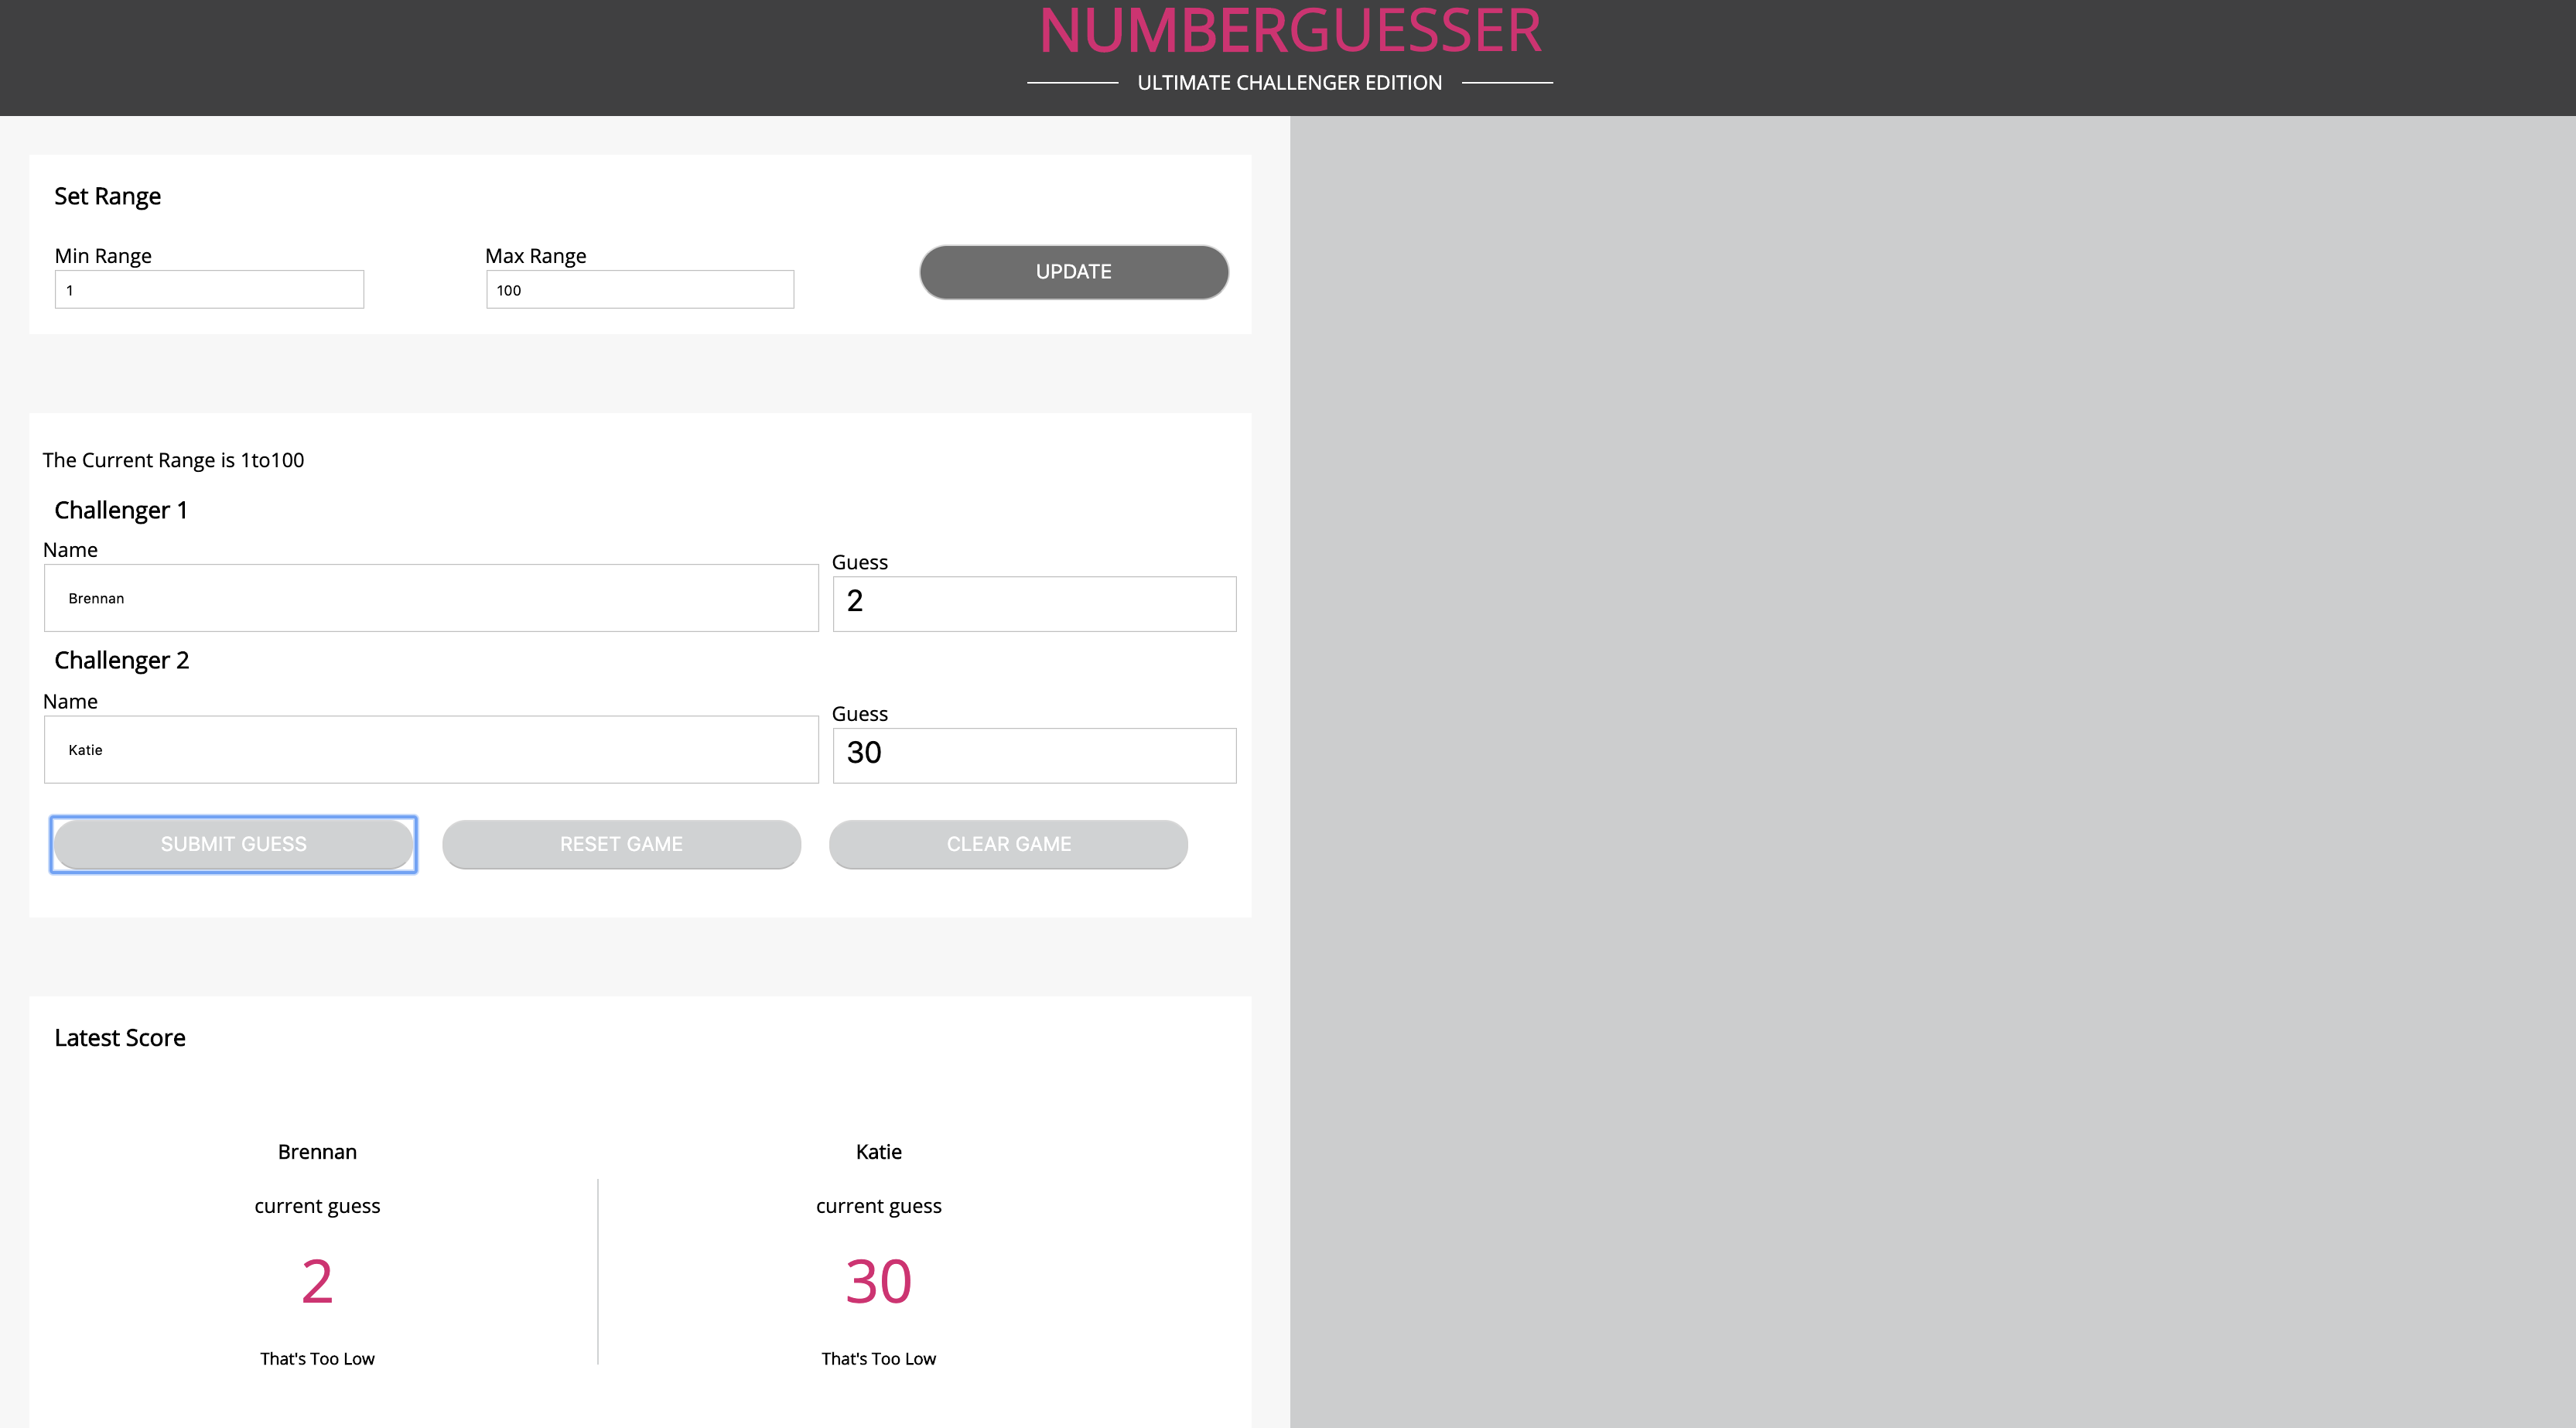 NUMBERGUESSER
ULTIMATE CHALLENGER EDITION
Set Range
Min Range
Max Range
UPDATE
1
100
The Current Range is 1to100
Challenger 1
Name
Guess
Brennan
2
Challenger 2
Name
Guess
Katie
30
SUBMIT GUESS
RESET GAME
CLEAR GAME
Latest Score
Brennan
Katie
current guess
current guess
2
30
That's Too Low
That's Too Low